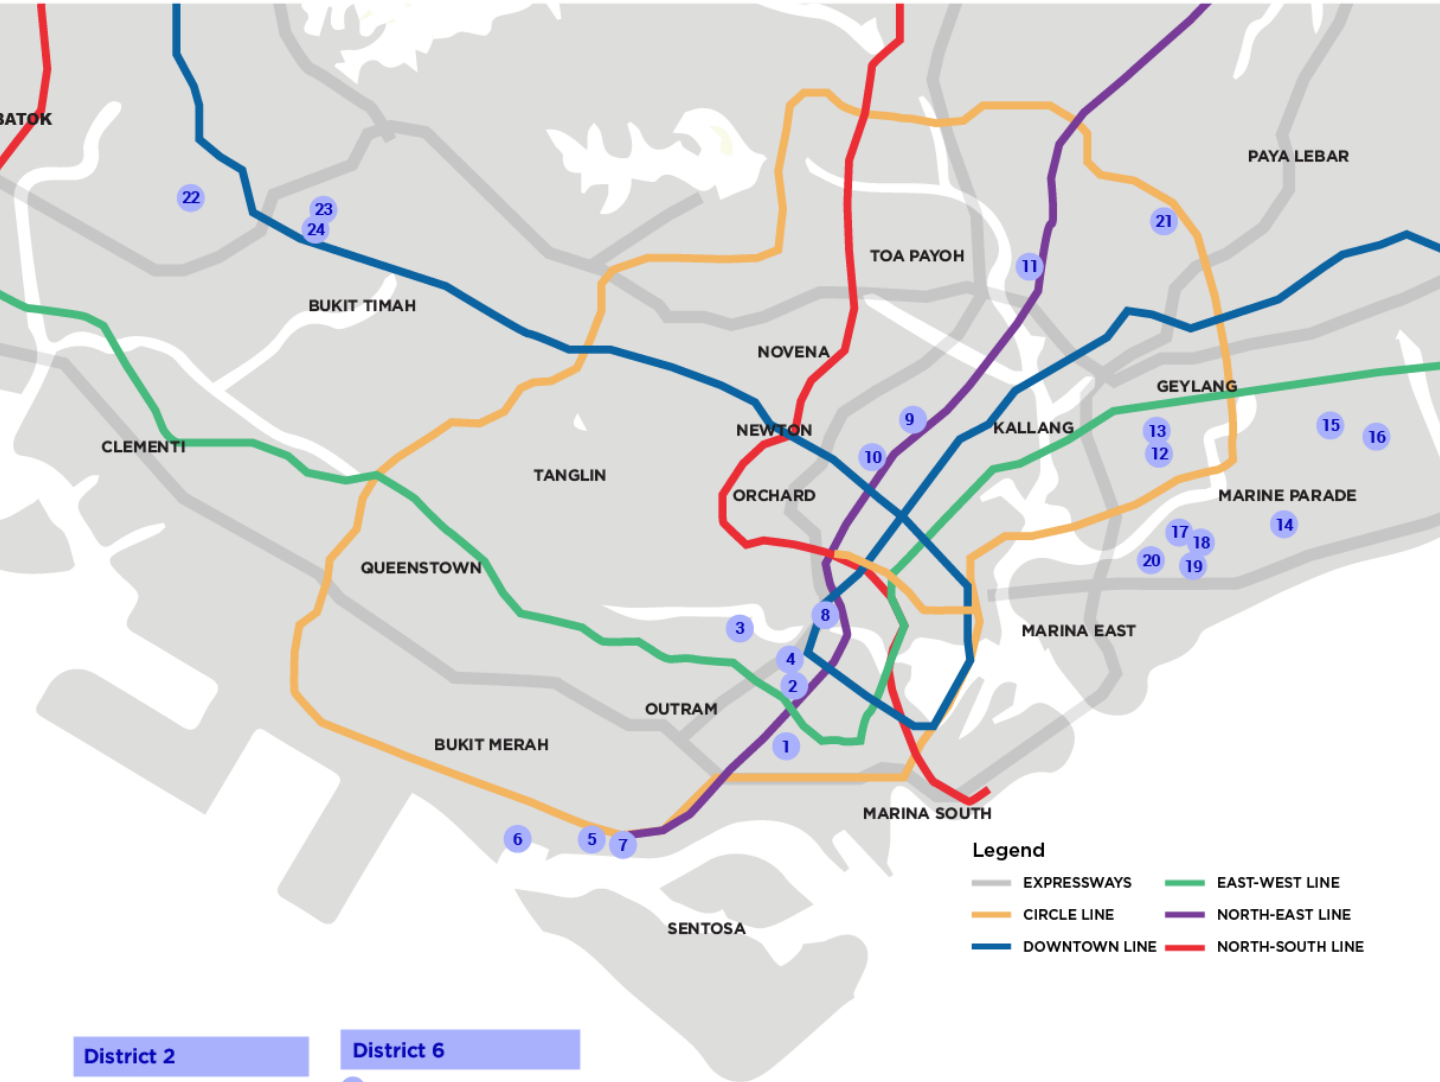 BATOK
PAYA LEBAR
22
23
21
24
TOA PAYOH
11
BUKIT TIMAH
NOVENA
GEYLANG
9
15
NEWTON
KALLANG
13
16
CLEMENTI
10
12
TANGLIN
ORCHARD
MARINE PARADE
14
17
18
QUEENSTOWN
20
19
8
3
MARINA EAST
4
2
OUTRAM
BUKIT MERAH
1
MARINA SOUTH
6
5
7
Legend
EXPRESSWAYS
EAST-WEST LINE
CIRCLE LINE
NORTH-EAST LINE
SENTOSA
DOWNTOWN LINE
NORTH-SOUTH LINE
District 2
District 6